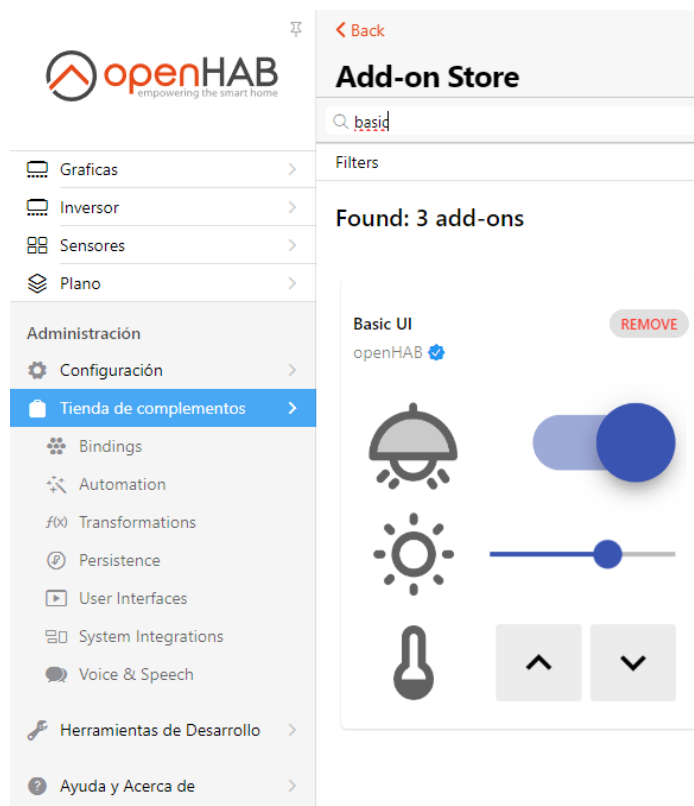 openHAB
empowering the smart home
Graficas
Inversor
Sensores
Plano
Administración
Configuración
Tienda de complementos
Bindings
Automation
f(x) Transformations
Persistence
User Interfaces
System Integrations
Voice & Speech
Herramientas de Desarrollo
Ayuda y Acerca de
Back
Add-on Store
basic
Filters
Found: 3 add-ons
Basic UI
REMOVE
openHAB